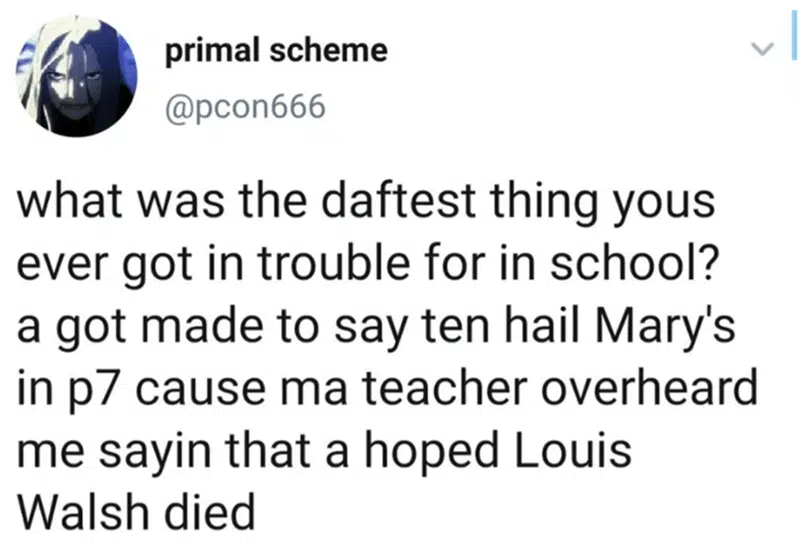 primal scheme
@pcon666
what was the daftest thing yous
ever got in trouble for in school?
a got made to say ten hail Mary's
in p7 cause ma teacher overheard
me sayin that a hoped Louis
Walsh died